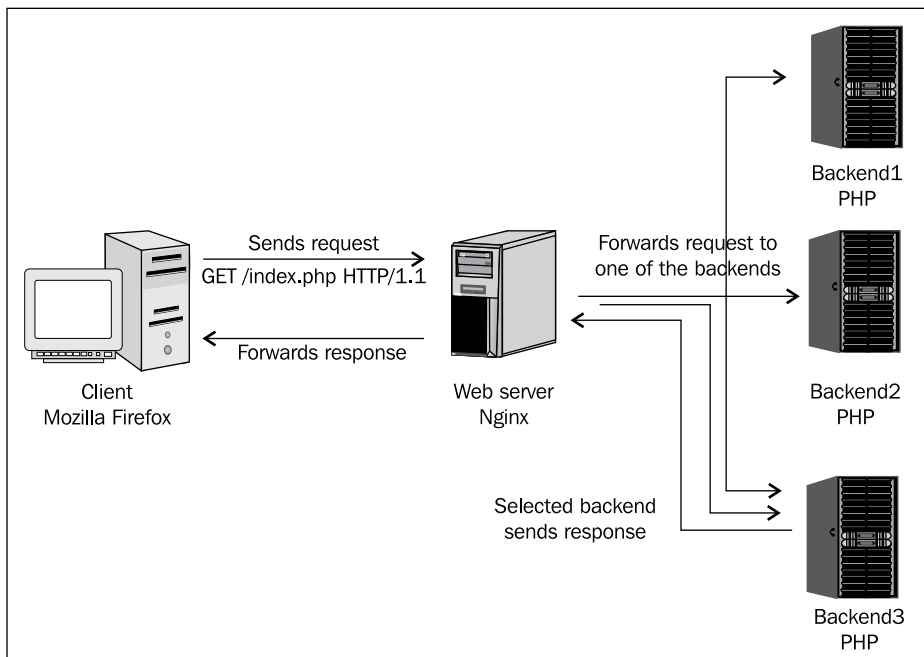 Sends request
GET /index.php HTTP/1.1
Forwards response
Client
Mozilla Firefox
Web server
Nginx
Forwards request to
one of the backends
Selected backend
sends response
Backend1
PHP
Backend2
PHP
Backend3
PHP